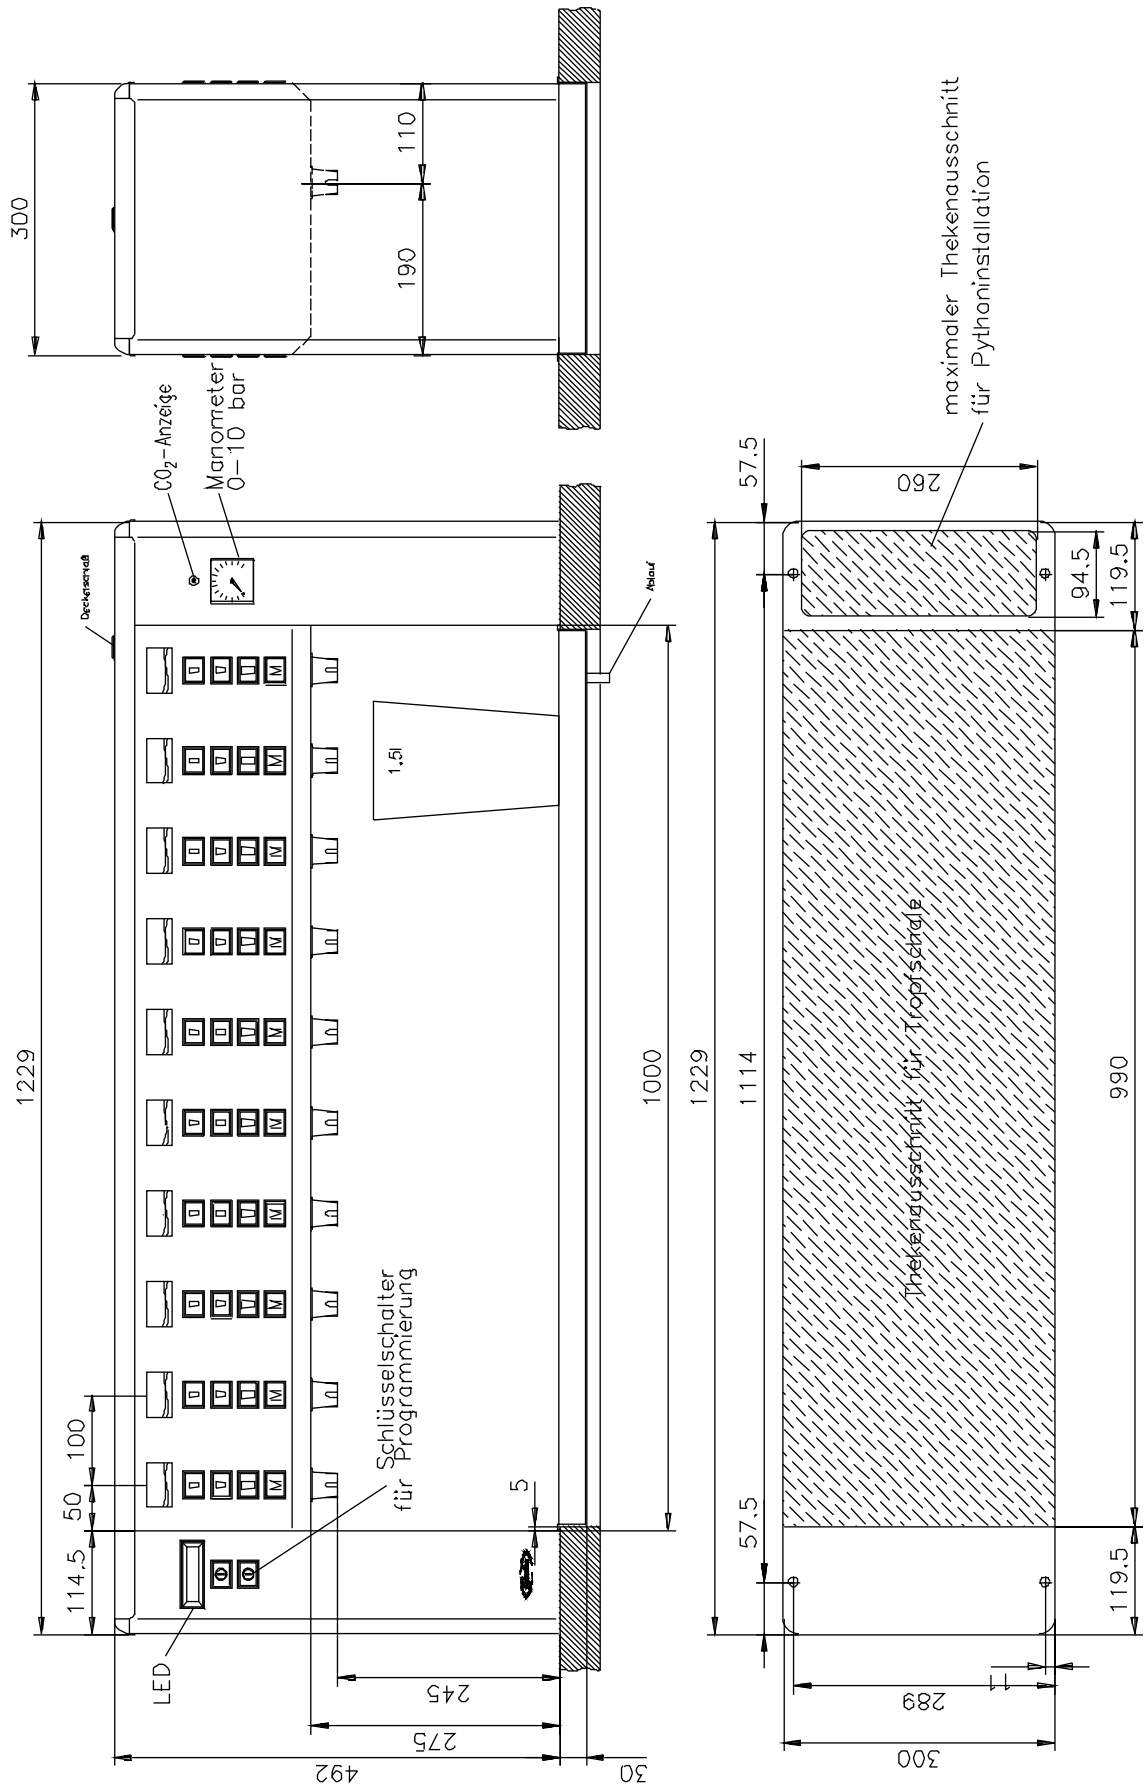 1229
114.5
50
100
LED
Schlüsselschalter
für Programmierung
CO₂-Anzeige
Manometer
0-10 bar
Ablauf
M
M
M
M
M
M
M
M
M
M
1.5l
5
1000
492
275
245
30
300
190
110
1229
57.5
1114
57.5
Thekenausschnitt für Tropfschale
maximaler Thekenausschnitt
für Pythoninstallation
260
94.5
119.5
990
119.5
300
289
11